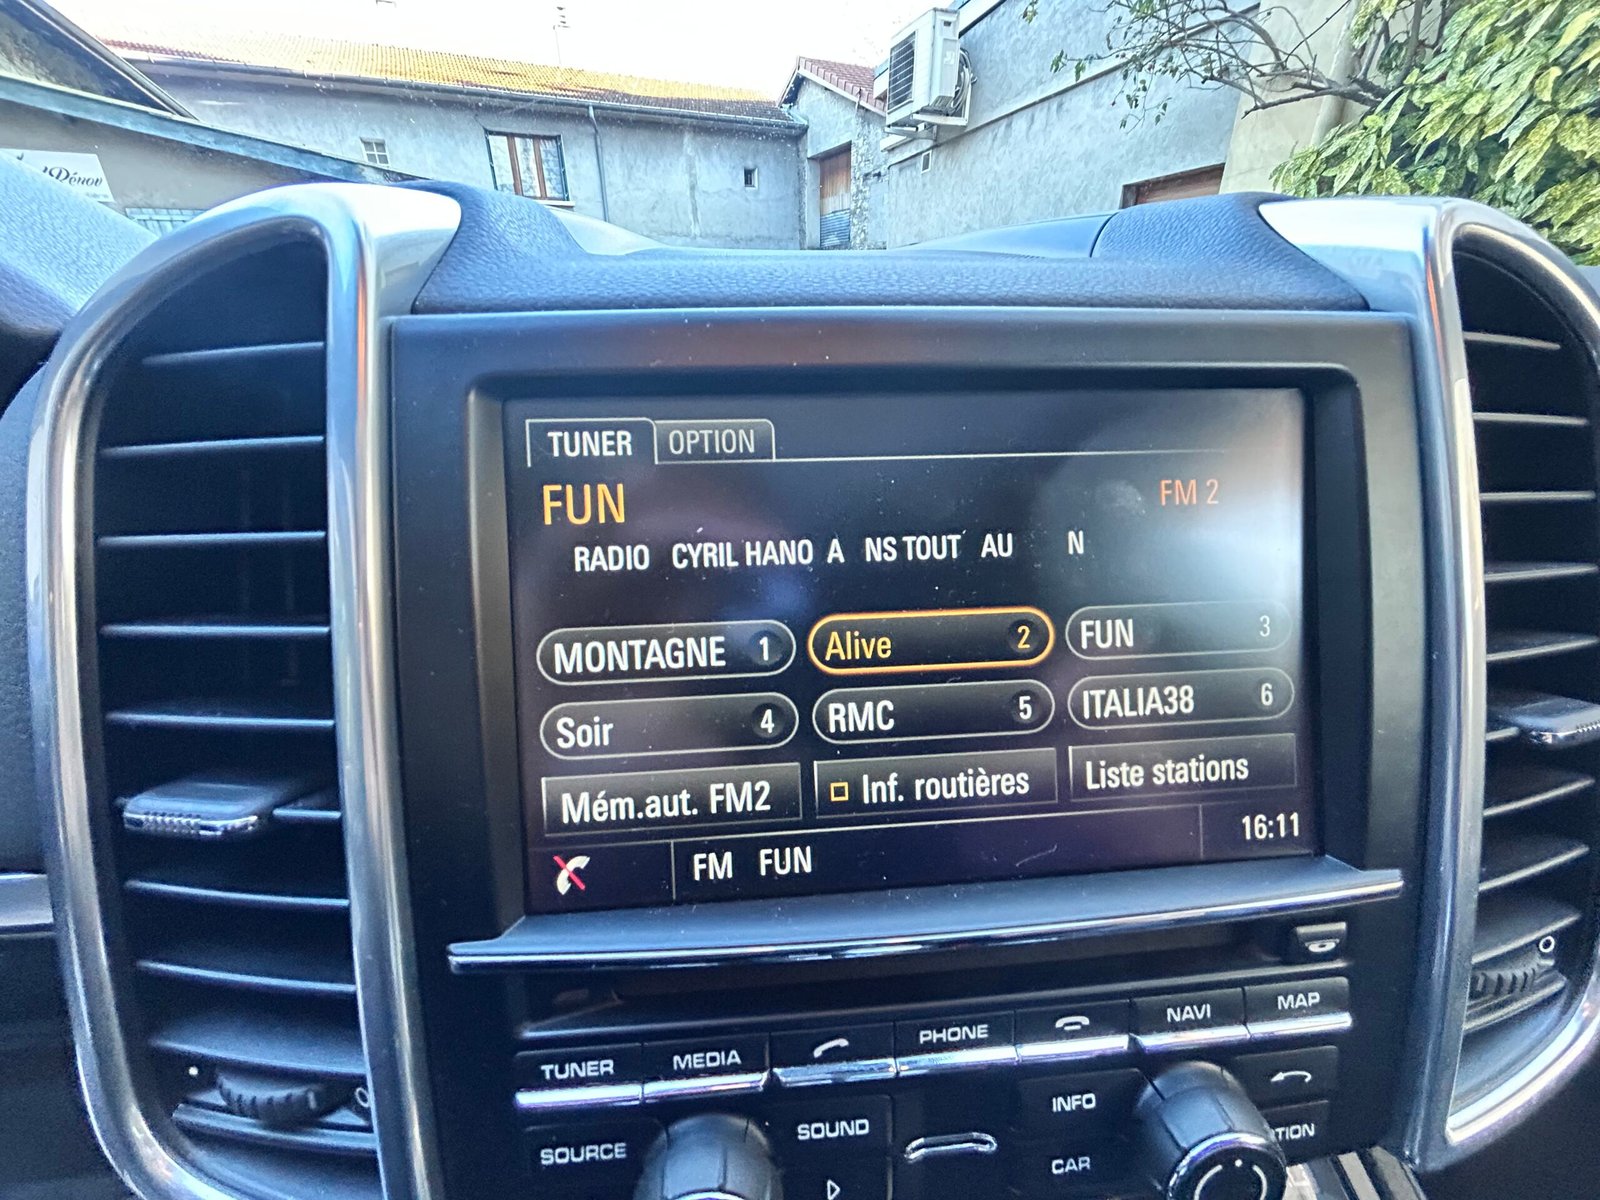 Rénov
TUNER OPTION
FUN FM 2
RADIO CYRIL HANO A NS TOUT AU N
MONTAGNE 1 Alive 2 FUN 3
Soir 4 RMC 5 ITALIA38 6
Mém.aut. FM2 Inf. routières Liste stations
FM FUN 16:11
TUNER MEDIA PHONE NAVI MAP
SOURCE SOUND INFO
CAR